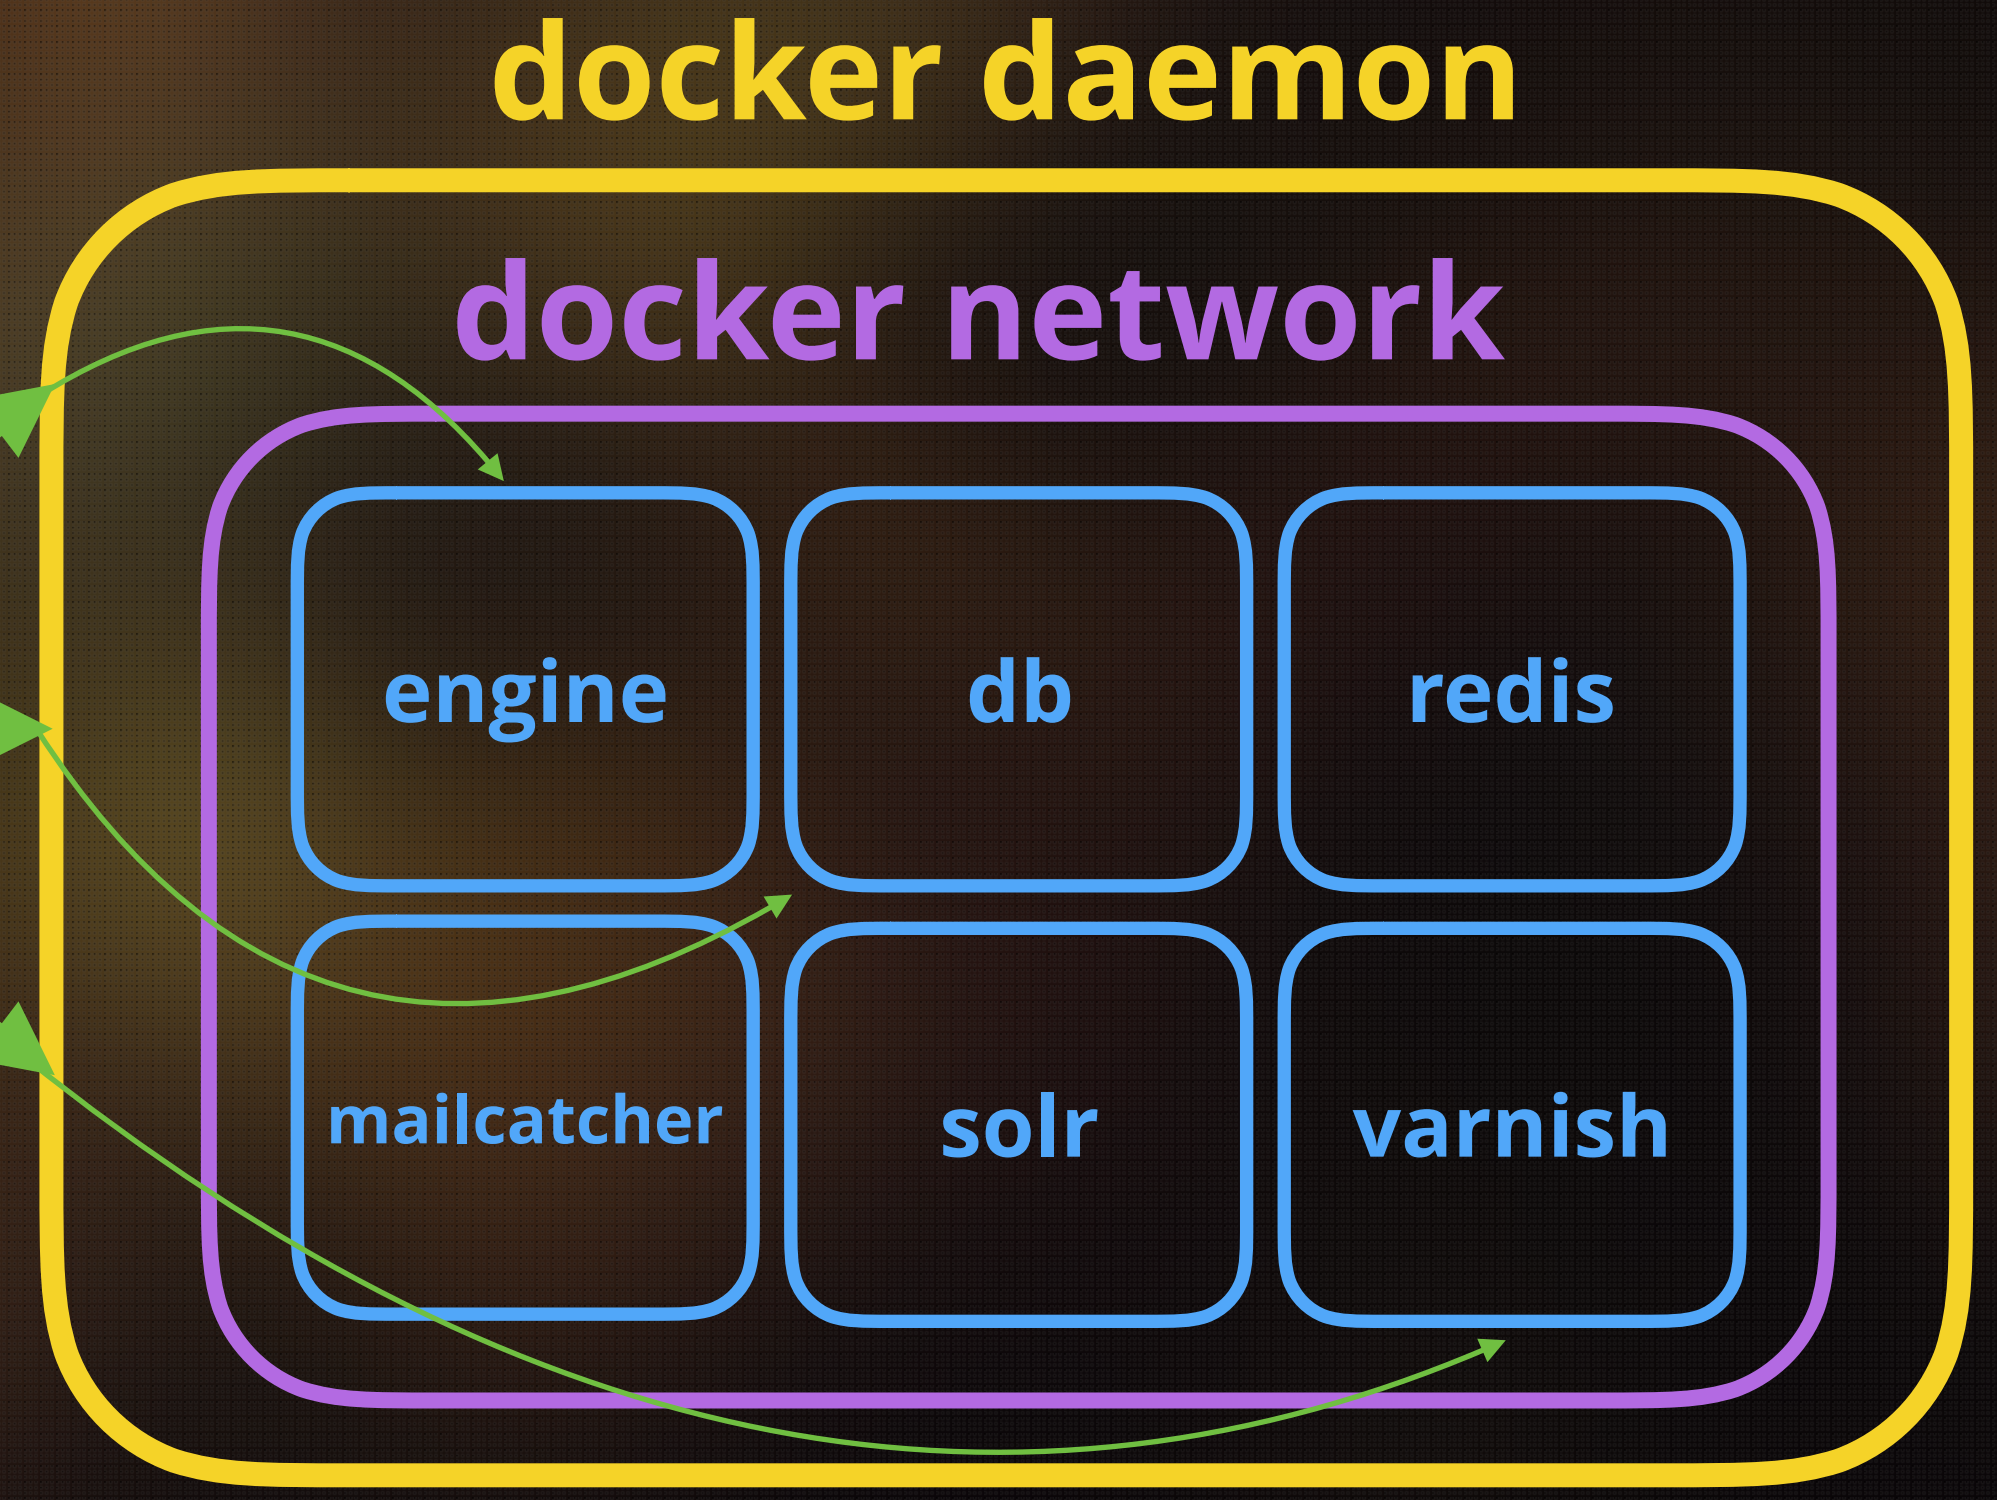 docker daemon
docker network
engine
db
redis
mailcatcher
solr
varnish